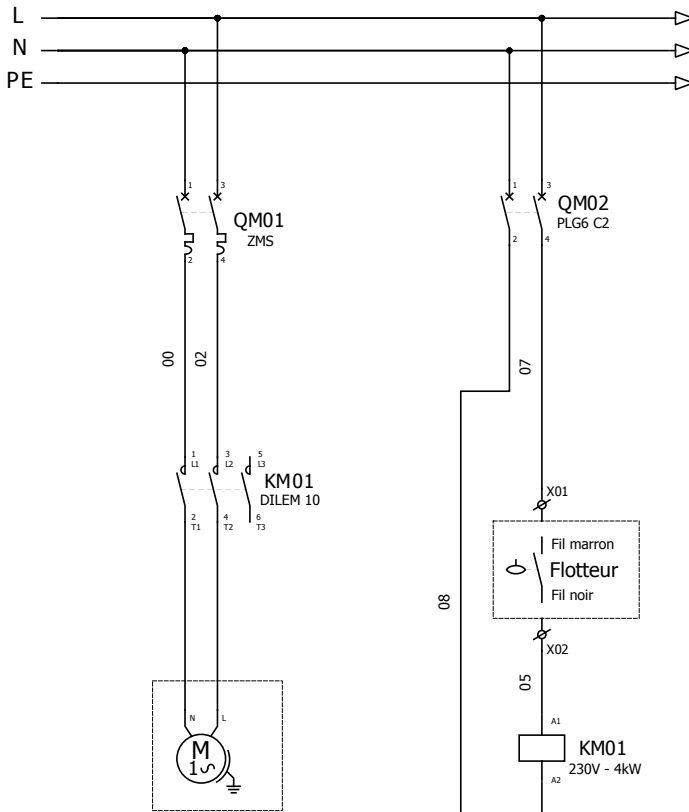 L
N
PE
1
3
QM01
ZMS
2
4
1
3
QM02
PLG6 C2
2
4
00
02
07
1
L1
3
L2
5
L3
KM01
DILEM 10
2
T1
4
T2
6
T3
X01
Fil marron
Flotteur
Fil noir
08
X02
05
N
L
M
1
A1
KM01
230V - 4kW
A2